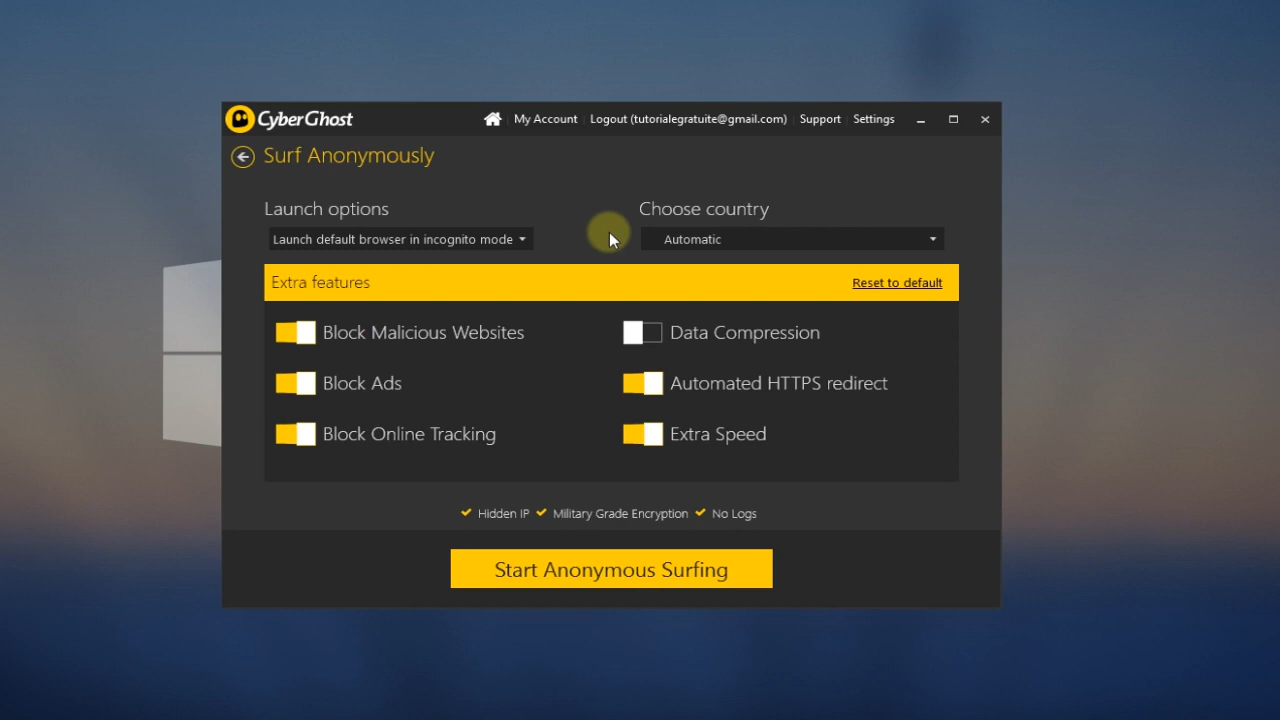 CyberGhost
My Account
Logout (tutorialegratuite@gmail.com)
Support
Settings
Surf Anonymously
Launch options
Launch default browser in incognito mode
Choose country
Automatic
Extra features
Reset to default
Block Malicious Websites
Data Compression
Block Ads
Automated HTTPS redirect
Block Online Tracking
Extra Speed
Hidden IP
Military Grade Encryption
No Logs
Start Anonymous Surfing